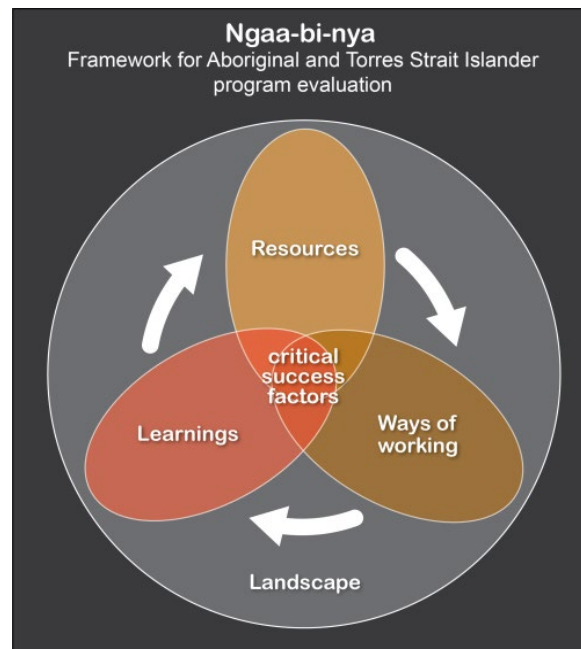 Ngaa-bi-nya
Framework for Aboriginal and Torres Strait Islander
program evaluation
Resources
critical
success
factors
Learnings
Ways of
working
Landscape